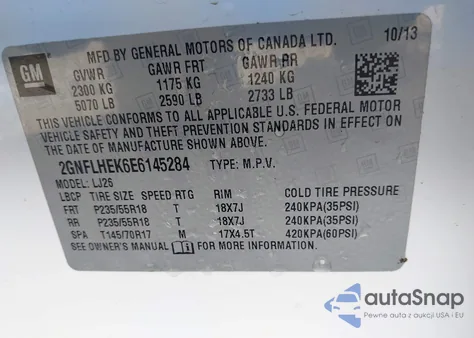 MFD BY GENERAL MOTORS OF CANADA LTD. 10/13
GM
GVWR GAWR FRT GAWR RR
2300 KG 1175 KG 1240 KG
5070 LB 2590 LB 2733 LB
THIS VEHICLE CONFORMS TO ALL APPLICABLE U.S. FEDERAL MOTOR
VEHICLE SAFETY AND THEFT PREVENTION STANDARDS IN EFFECT ON THE
DATE OF MANUFACTURE SHOWN ABOVE.
2GNFLHEK6E6145284 TYPE: M.P.V.
MODEL: LJ26
LBCP TIRE SIZE SPEED RTG RIM COLD TIRE PRESSURE
FRT P235/55R18 T 18X7J 240KPA(35PSI)
RR P235/55R18 T 18X7J 240KPA(35PSI)
SPA T145/70R17 M 17X4.5T 420KPA(60PSI)
SEE OWNER'S MANUAL FOR MORE INFORMATION
autoSnap
Pewne auta z USA - EU